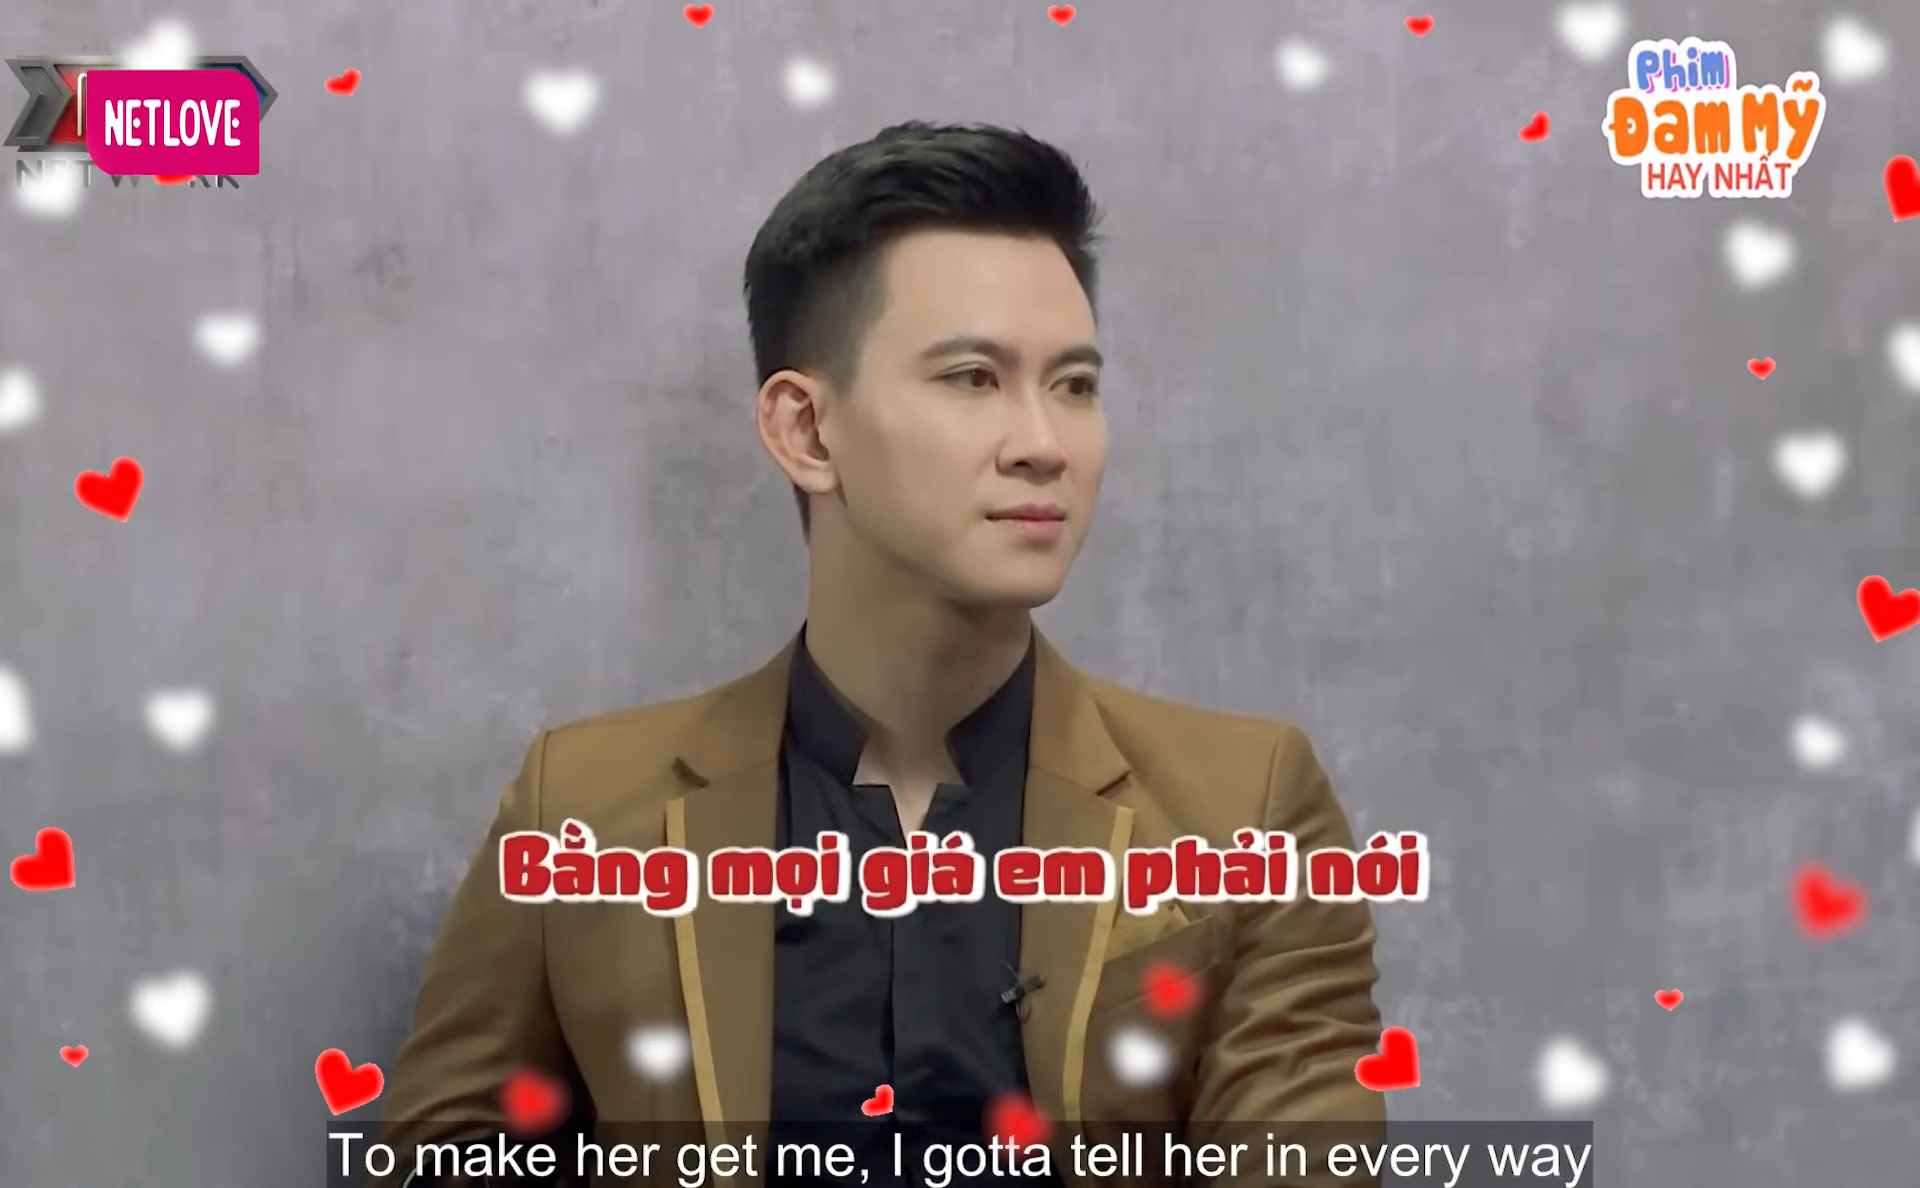 NETLOVE
NETWORK
Phim
Đam Mỹ
HAY NHẤT
Bằng mọi giá em phải nói
To make her get me, I gotta tell her in every way